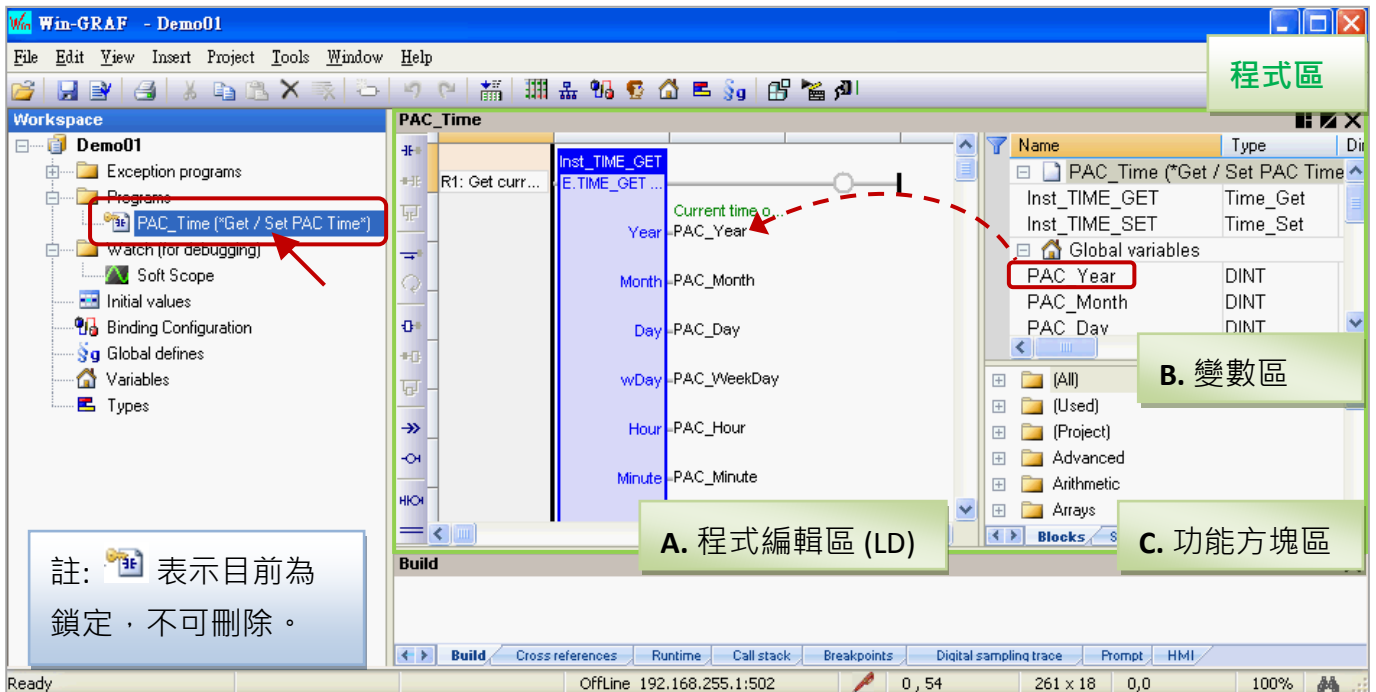 Win-GRAF - Demo01
File Edit View Insert Project Tools Window Help
程式區
Workspace
Demo01
Exception programs
Programs
PAC_Time (*Get / Set PAC Time*)
Watch (for debugging)
Soft Scope
Initial values
Binding Configuration
Global defines
Variables
Types
註: 表示目前為
鎖定，不可刪除。
PAC_Time
R1: Get curr...
Inst_TIME_GET
E.TIME_GET ...
Current time o...
Year PAC_Year
Month PAC_Month
Day PAC_Day
wDay PAC_WeekDay
Hour PAC_Hour
Minute PAC_Minute
A. 程式編輯區 (LD)
Name Type Dir
PAC_Time (*Get / Set PAC Time
Inst_TIME_GET Time_Get
Inst_TIME_SET Time_Set
Global variables
PAC_Year DINT
PAC_Month DINT
PAC_Day DINT
B. 變數區
(All)
(Used)
(Project)
Advanced
Arithmetic
Arrays
Blocks S
C. 功能方塊區
Build
Build Cross references Runtime Call stack Breakpoints Digital sampling trace Prompt HMI
Ready OffLine 192.168.255.1:502 0 , 54 261 x 18 0,0 100%